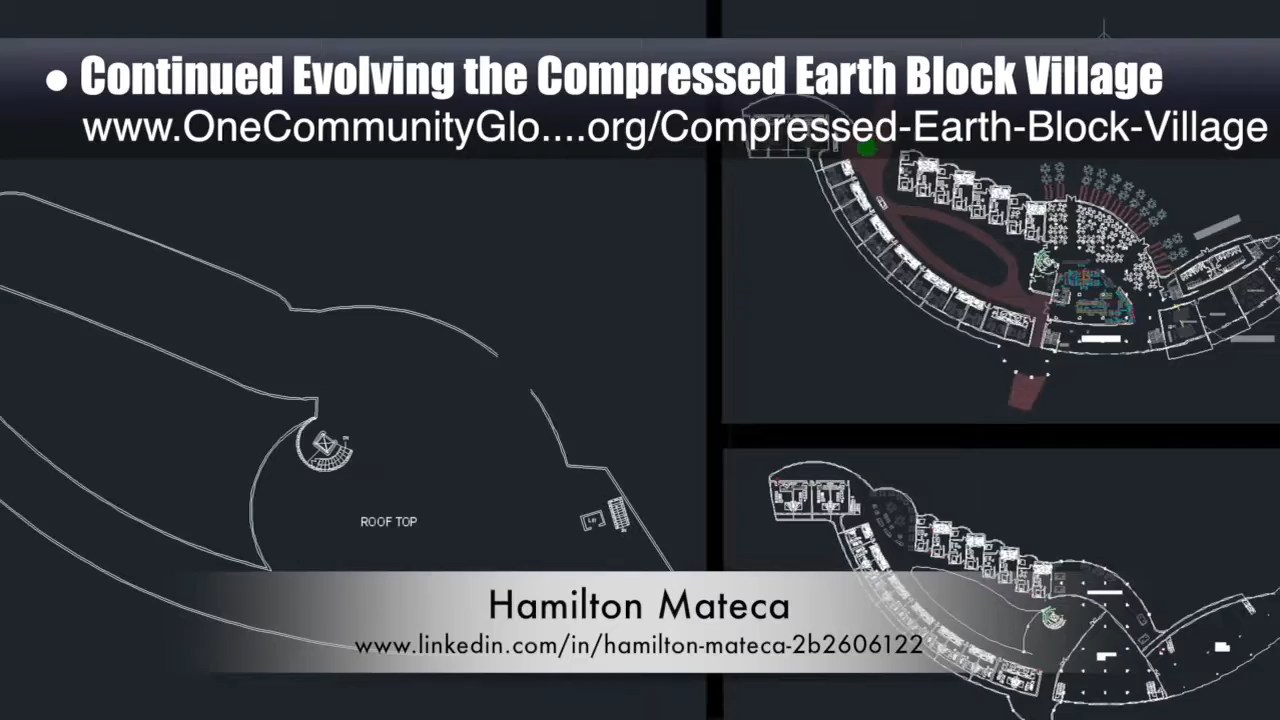 ● Continued Evolving the Compressed Earth Block Village
www.OneCommunityGlo....org/Compressed-Earth-Block-Village
ROOF TOP
Hamilton Mateca
www.linkedin.com/in/hamilton-mateca-2b2606122